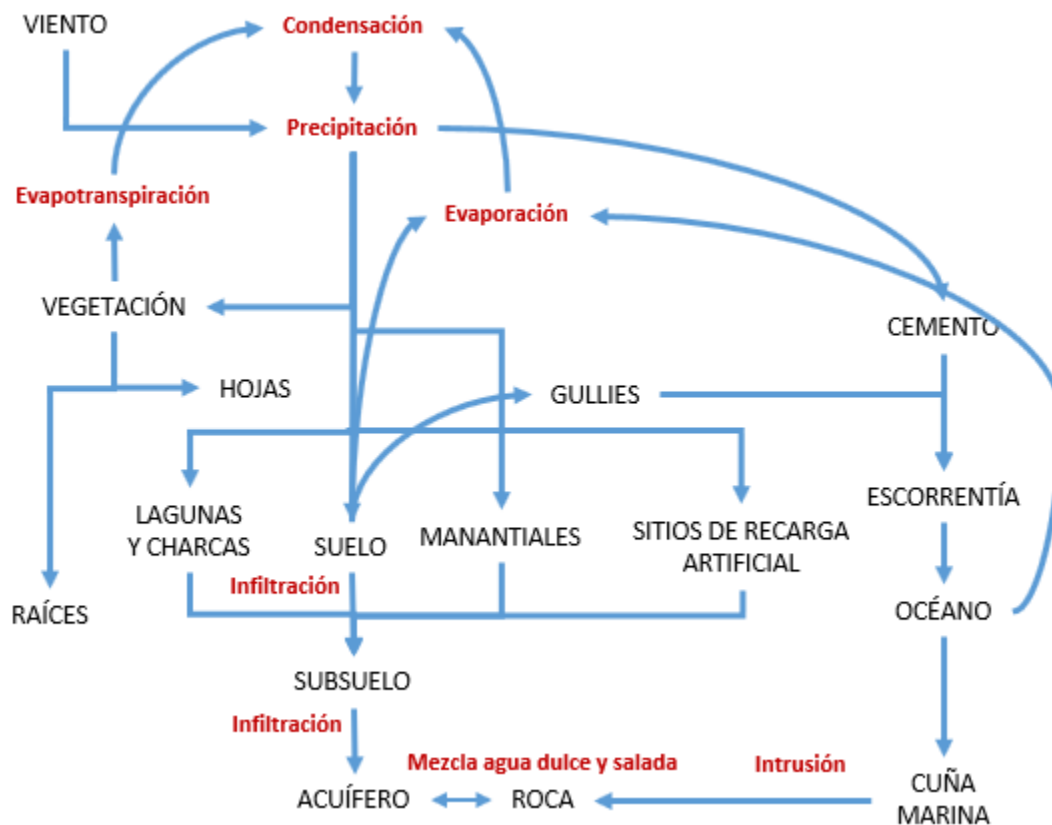 VIENTO
Condensación
Precipitación
Evapotranspiración
Evaporación
VEGETACIÓN
CEMENTO
HOJAS
GULLIES
ESCORRENTÍA
LAGUNAS
Y CHARCAS
SUELO
MANANTIALES
SITIOS DE RECARGA
ARTIFICIAL
Infiltración
RAÍCES
OCÉANO
SUBSUELO
Infiltración
Mezcla agua dulce y salada
Intrusión
ACUÍFERO
ROCA
CUÑA
MARINA